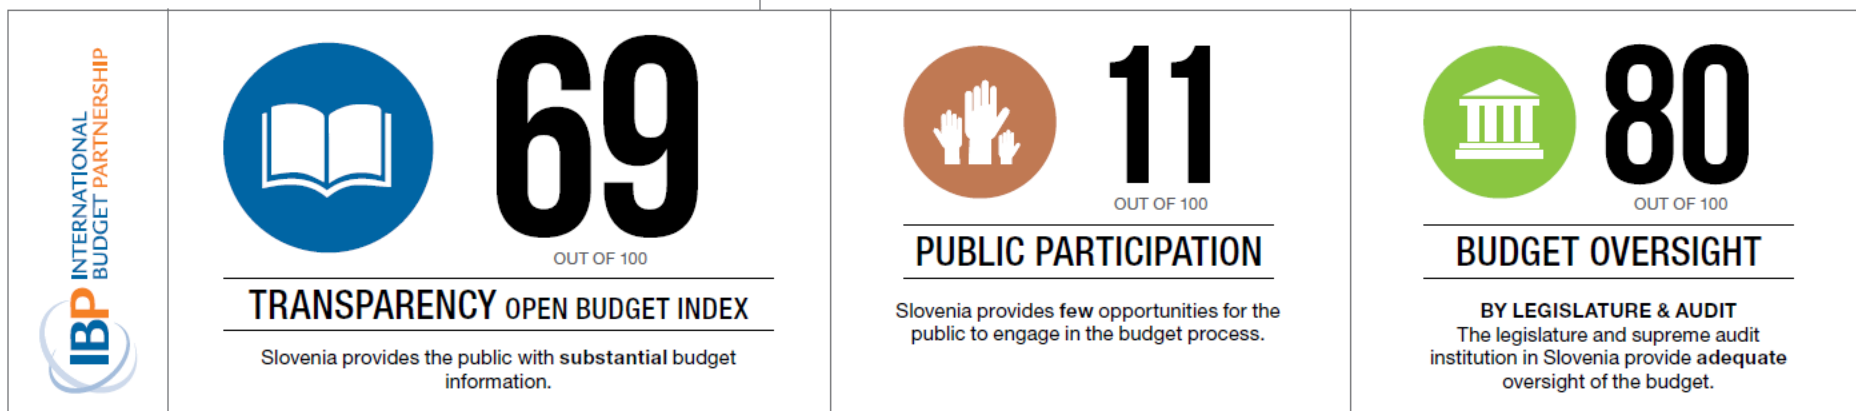 IBP INTERNATIONAL
BUDGET PARTNERSHIP
69
OUT OF 100
TRANSPARENCY OPEN BUDGET INDEX
Slovenia provides the public with substantial budget
information.
11
OUT OF 100
PUBLIC PARTICIPATION
Slovenia provides few opportunities for the
public to engage in the budget process.
80
OUT OF 100
BUDGET OVERSIGHT
BY LEGISLATURE & AUDIT
The legislature and supreme audit
institution in Slovenia provide adequate
oversight of the budget.